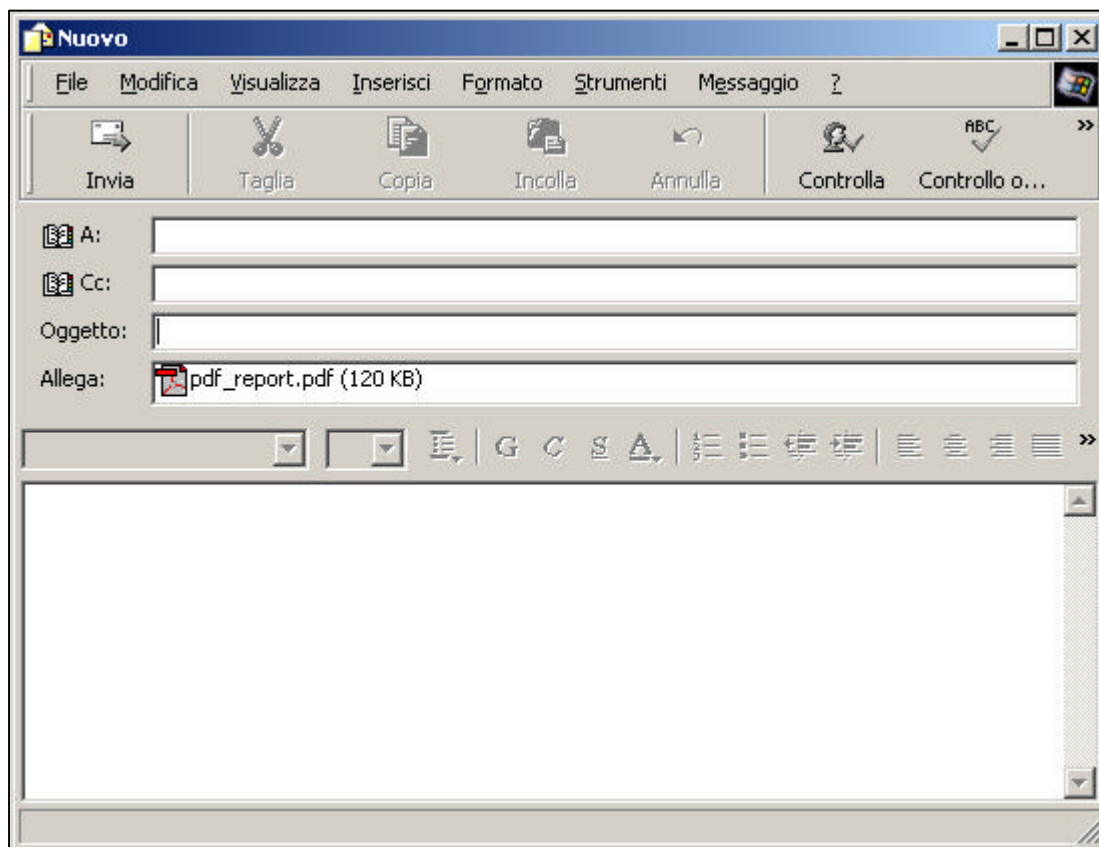 Nuovo
File Modifica Visualizza Inserisci Formato Strumenti Messaggio ?
ABC
Invia Taglia Copia Incolla Annulla Controlla Controllo o...
A:
Cc:
Oggetto:
Allega: pdf_report.pdf (120 KB)
G C S A